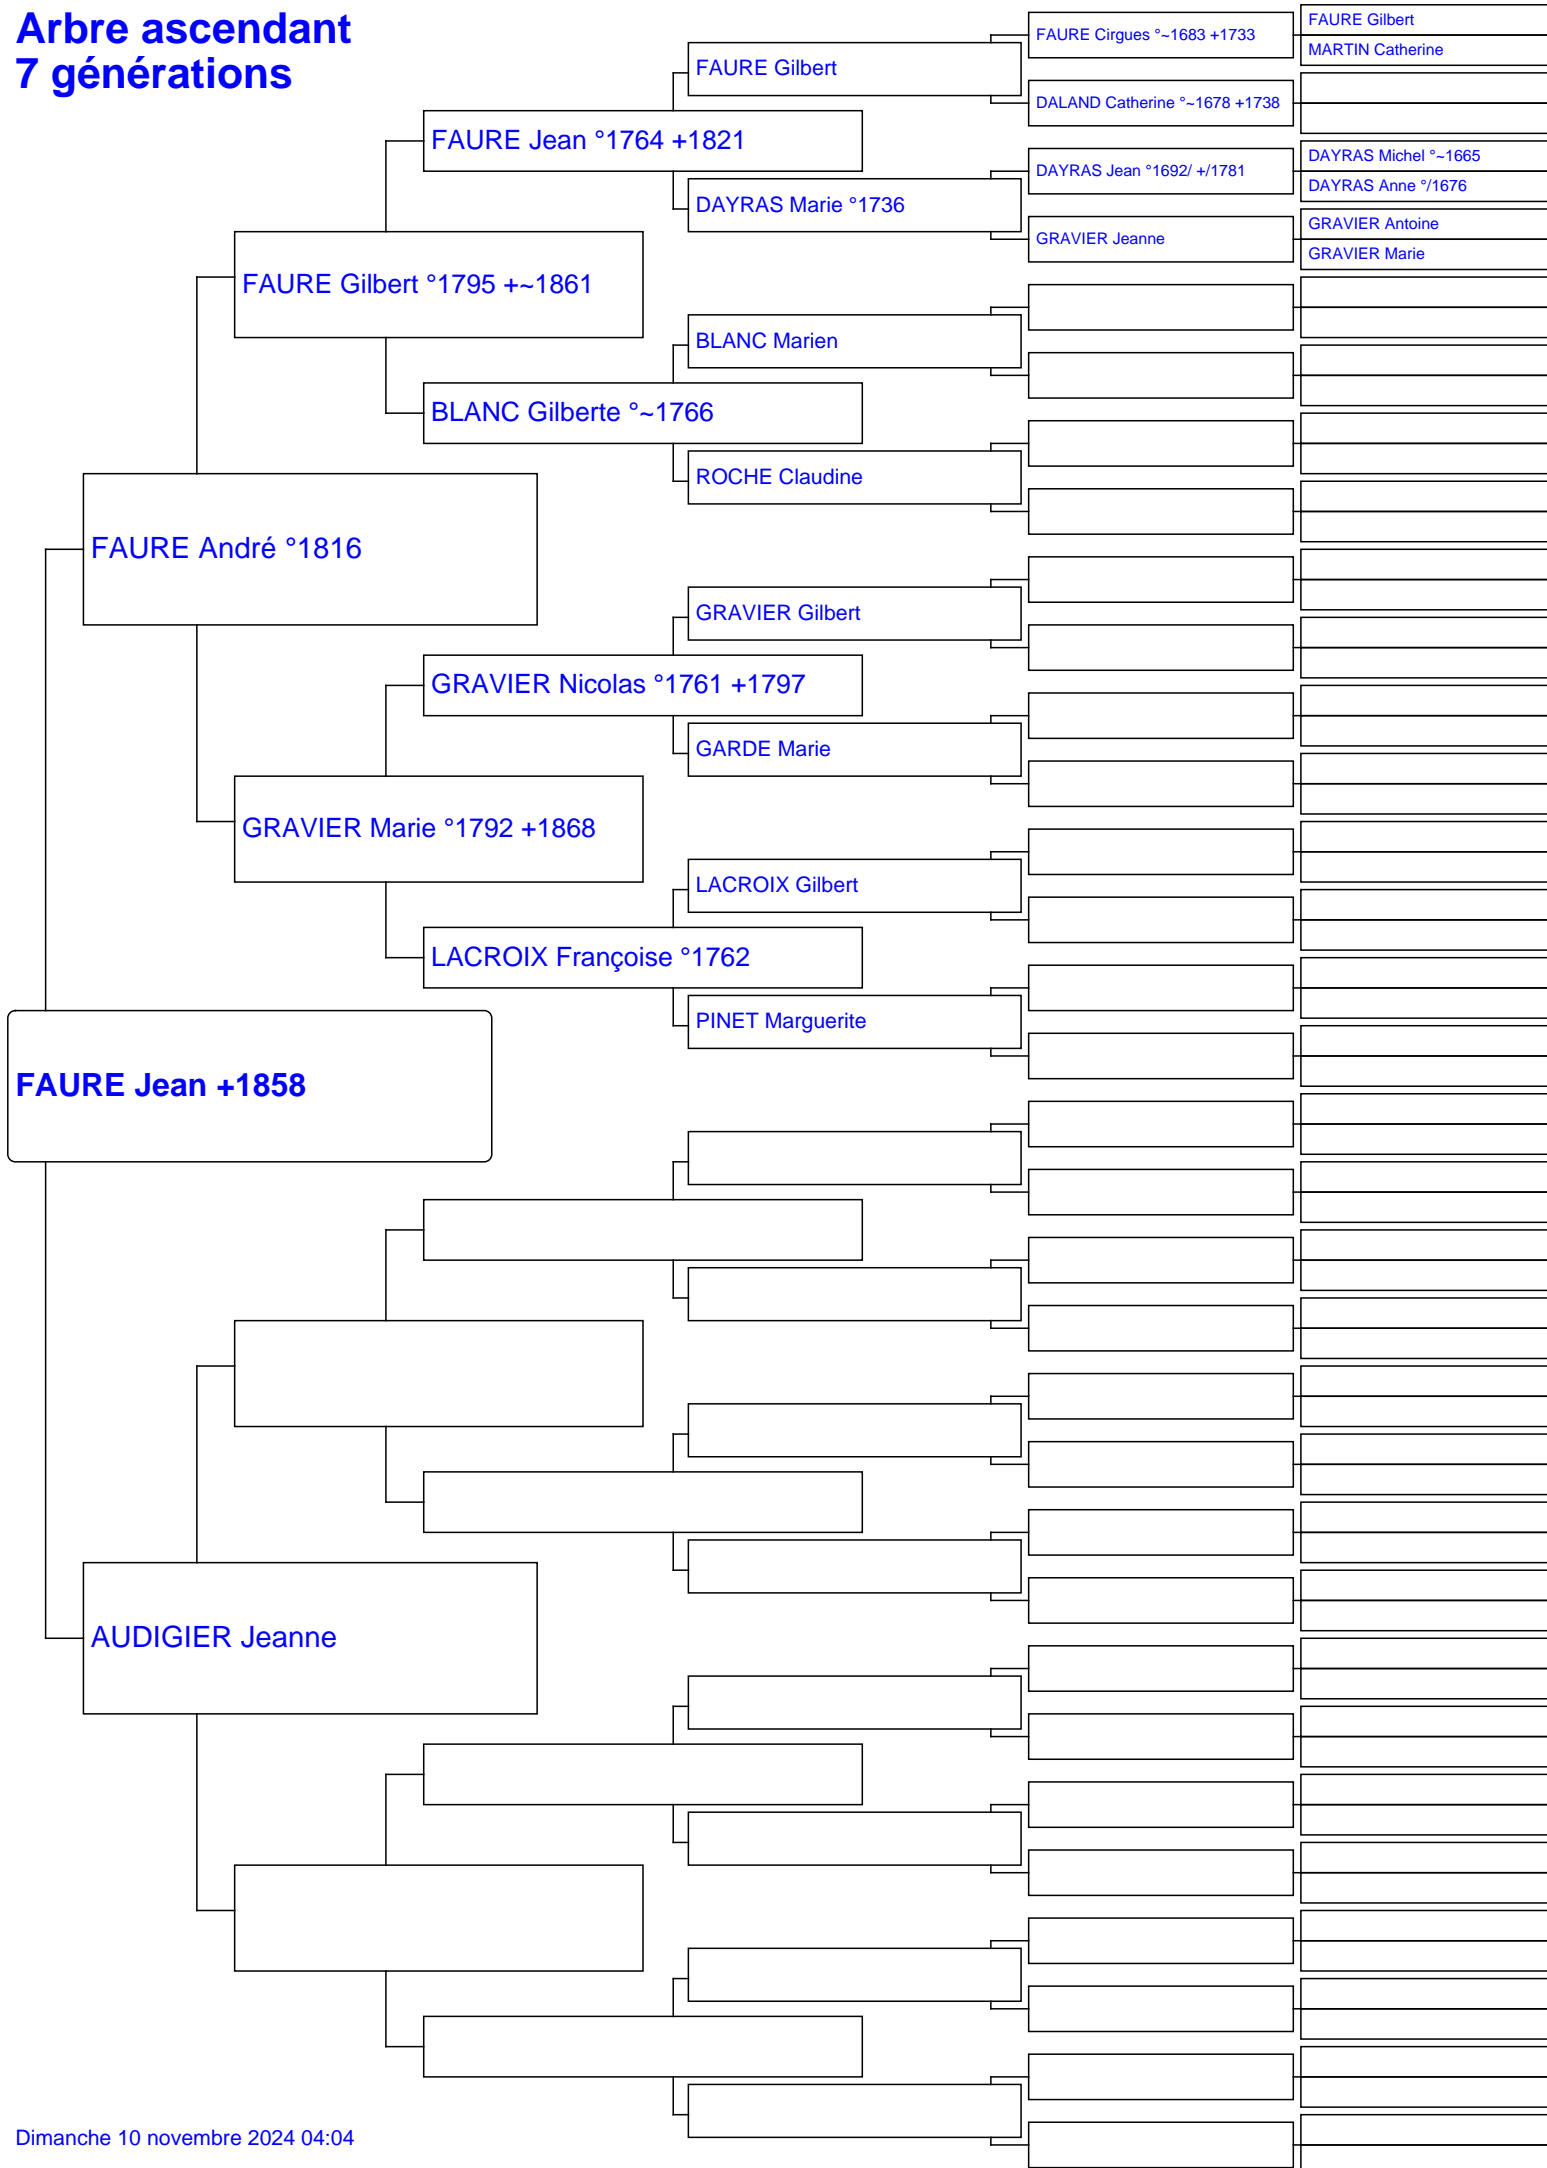 Arbre ascendant
7 générations
FAURE Cirgues °~1683 +1733
FAURE Gilbert
MARTIN Catherine
FAURE Gilbert
DALAND Catherine °~1678 +1738
FAURE Jean °1764 +1821
DAYRAS Jean °1692/ +/1781
DAYRAS Michel °~1665
DAYRAS Anne °/1676
DAYRAS Marie °1736
GRAVIER Jeanne
GRAVIER Antoine
GRAVIER Marie
FAURE Gilbert °1795 +~1861
BLANC Marien
BLANC Gilberte °~1766
ROCHE Claudine
FAURE André °1816
GRAVIER Gilbert
GRAVIER Nicolas °1761 +1797
GARDE Marie
GRAVIER Marie °1792 +1868
LACROIX Gilbert
LACROIX Françoise °1762
PINET Marguerite
FAURE Jean +1858
AUDIGIER Jeanne
Dimanche 10 novembre 2024 04:04